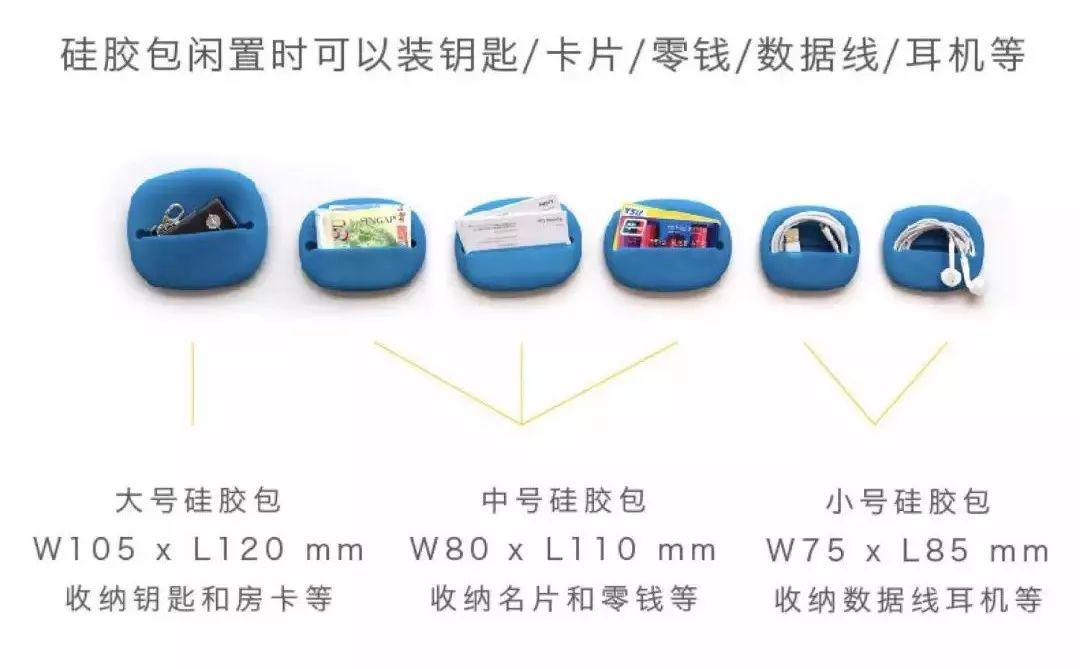 硅胶包闲置时可以装钥匙/卡片/零钱/数据线/耳机等
SINGAP
50
大号硅胶包
W105 x L120 mm
收纳钥匙和房卡等
中号硅胶包
W80 x L110 mm
收纳名片和零钱等
小号硅胶包
W75 x L85 mm
收纳数据线耳机等